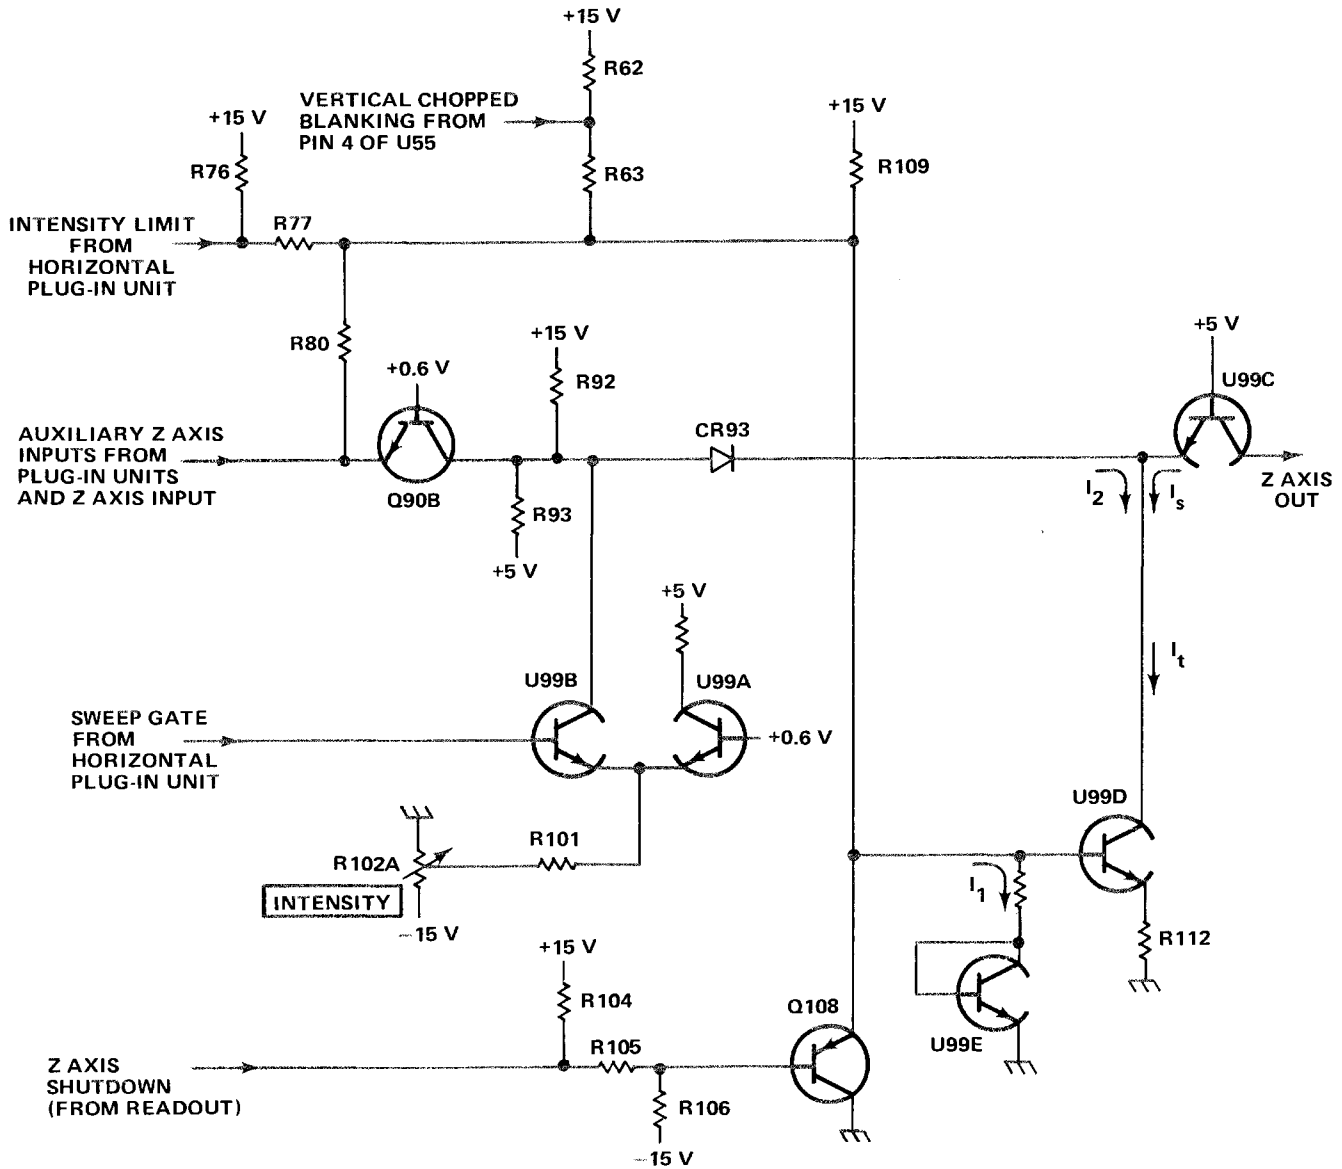 +15 V
R62
VERTICAL CHOPPED
BLANKING FROM
PIN 4 OF U55
+15 V
+15 V
R76
R63
R109
INTENSITY LIMIT
FROM
HORIZONTAL
PLUG-IN UNIT
R77
R80
+15 V
+5 V
+0.6 V
R92
U99C
AUXILIARY Z AXIS
INPUTS FROM
PLUG-IN UNITS
AND Z AXIS INPUT
CR93
Q90B
R93
I2
Is
Z AXIS
OUT
+5 V
+5 V
It
U99B
U99A
SWEEP GATE
FROM
HORIZONTAL
PLUG-IN UNIT
+0.6 V
U99D
R101
R102A
INTENSITY
I1
−15 V
+15 V
R112
R104
Q108
R105
U99E
Z AXIS
SHUTDOWN
(FROM READOUT)
R106
−15 V